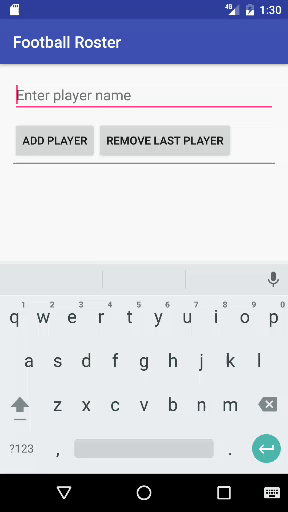 4G 1:30
Football Roster
Enter player name
ADD PLAYER REMOVE LAST PLAYER
1 2 3 4 5 6 7 8 9 0
q w e r t y u i o p
a s d f g h j k l
z x c v b n m
?123 , .